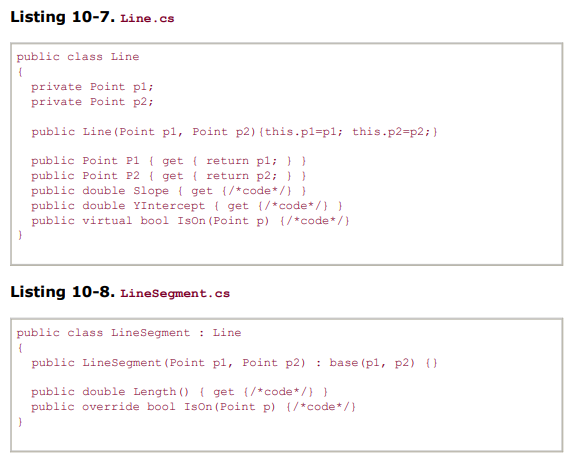 Listing 10-7. Line.cs
public class Line
{
private Point p1;
private Point p2;
public Line(Point p1, Point p2){this.p1=p1; this.p2=p2;}
public Point P1 { get { return p1; } }
public Point P2 { get { return p2; } }
public double Slope { get {/*code*/} }
public double YIntercept { get {/*code*/} }
public virtual bool IsOn(Point p) {/*code*/}
}
Listing 10-8. LineSegment.cs
public class LineSegment : Line
{
public LineSegment(Point p1, Point p2) : base(p1, p2) {}
public double Length() { get {/*code*/} }
public override bool IsOn(Point p) {/*code*/}
}